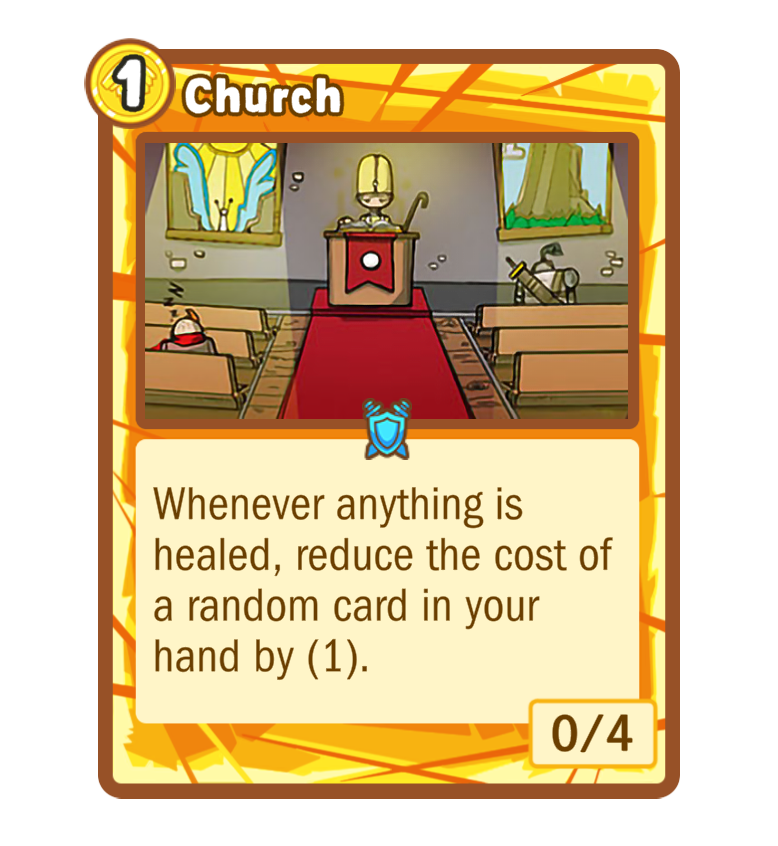 1
Church
z z z
Whenever anything is
healed, reduce the cost of
a random card in your
hand by (1).
0/4